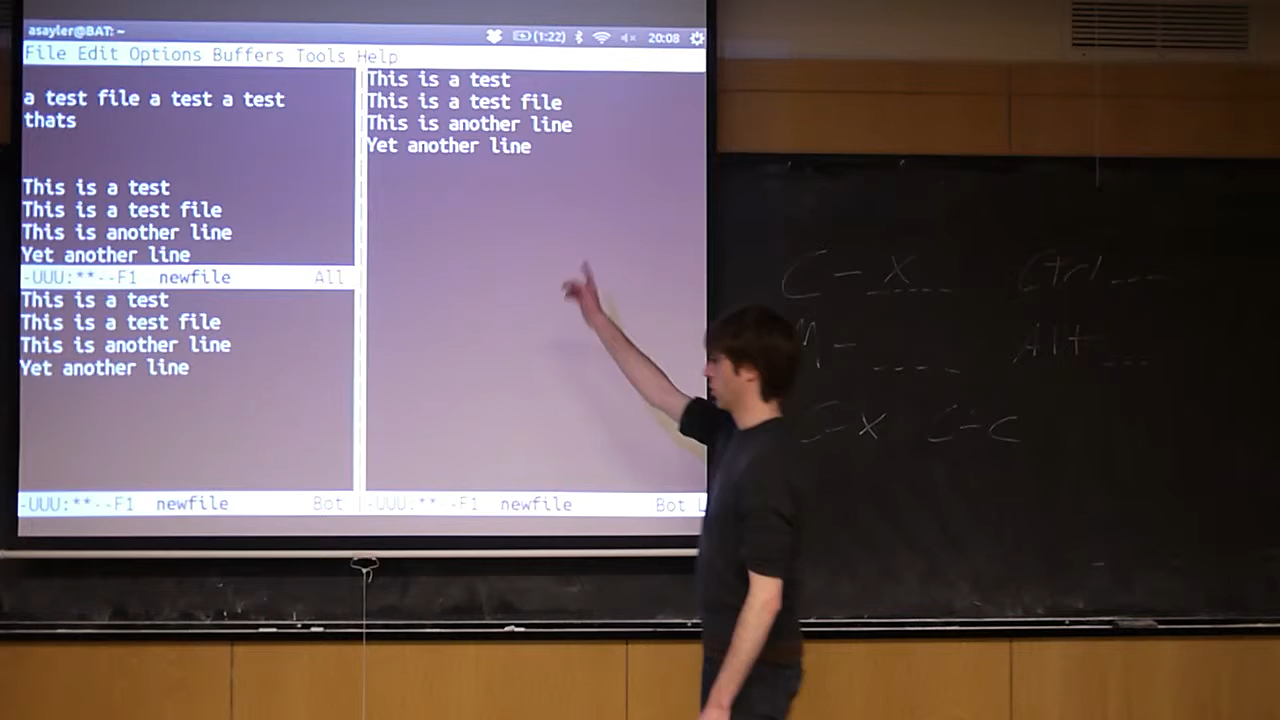 asayler@BAT: ~ (1:22) 20:08
File Edit Options Buffers Tools Help
a test file a test a test
thats
This is a test
This is a test file
This is another line
Yet another line
-UUU:**--F1 newfile All
This is a test
This is a test file
This is another line
Yet another line
-UUU:**--F1 newfile Bot
This is a test
This is a test file
This is another line
Yet another line
-UUU:** -F1 newfile Bot L
C - X Ctrl
M - Alt
C-x C-c